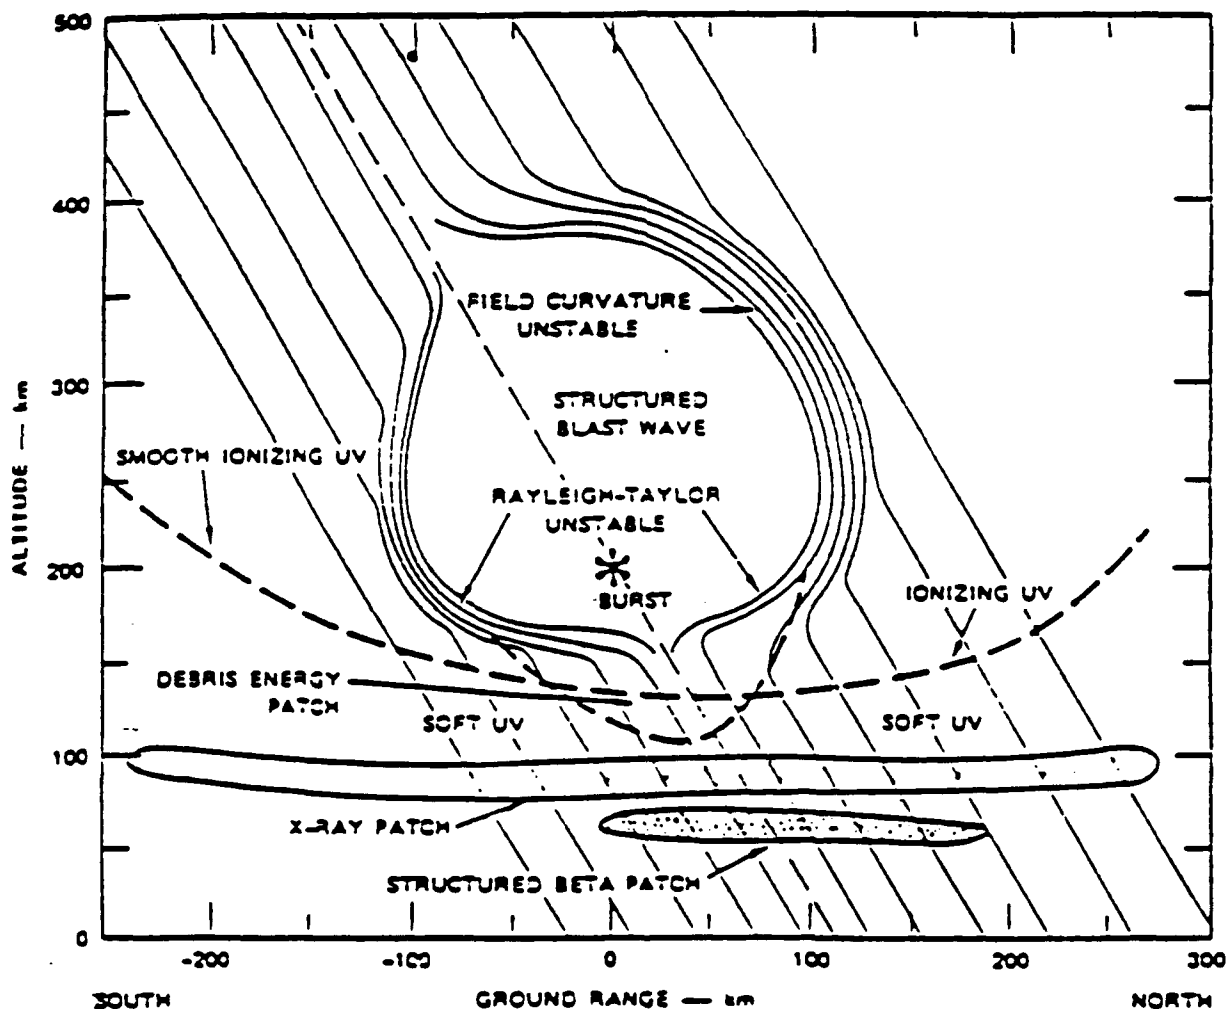 500
400
300
200
100
0
ALTITUDE — km
FIELD CURVATURE
UNSTABLE
STRUCTURED
BLAST WAVE
SMOOTH IONIZING UV
RAYLEIGH-TAYLOR
UNSTABLE
BURST
IONIZING UV
DEBRIS ENERGY
PATCH
SOFT UV
SOFT UV
X-RAY PATCH
STRUCTURED BETA PATCH
-200
-100
0
100
200
300
SOUTH
GROUND RANGE — km
NORTH